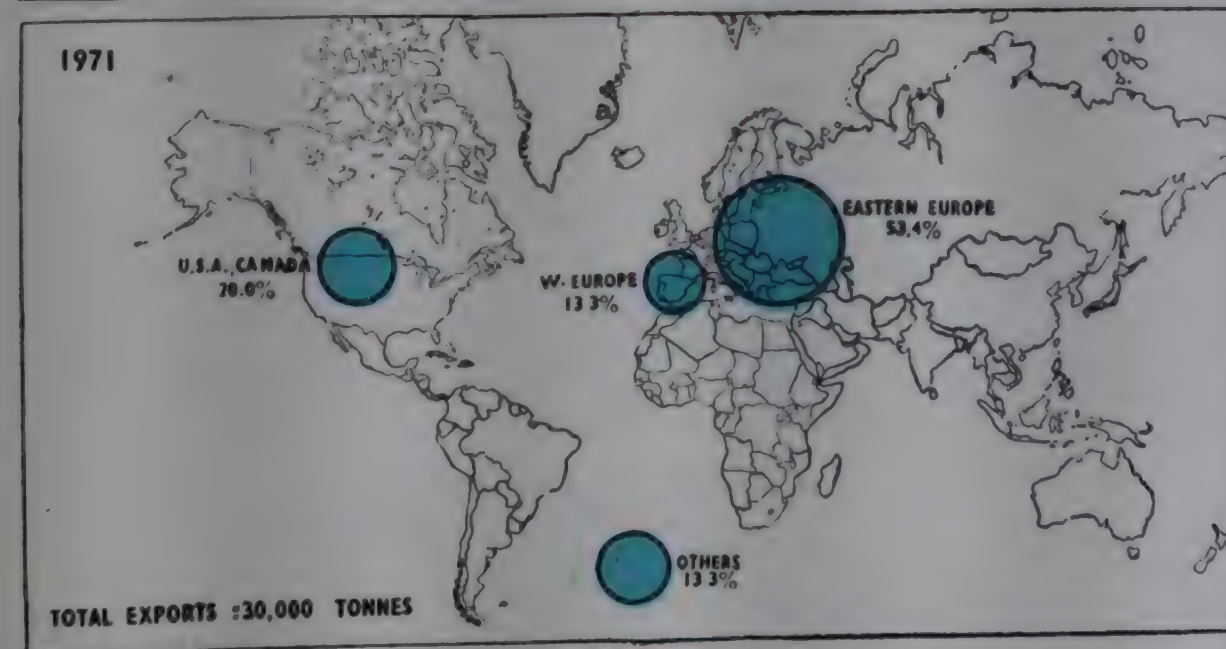 1971
EASTERN EUROPE
53.4%
U.S.A., CANADA
20.0%
W. EUROPE
13 3%
OTHERS
13 3%
TOTAL EXPORTS :30,000 TONNES